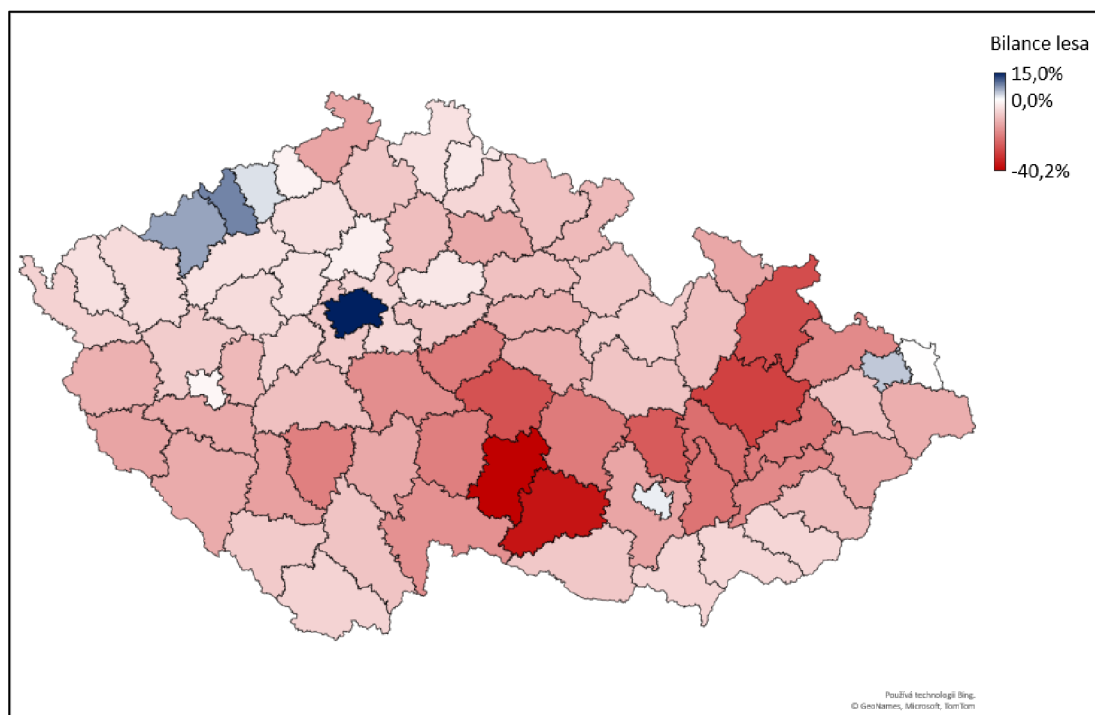 Bilance lesa
15,0%
0,0%
-40,2%
Používá technologii Bing.
© GeoNames, Microsoft, TomTom